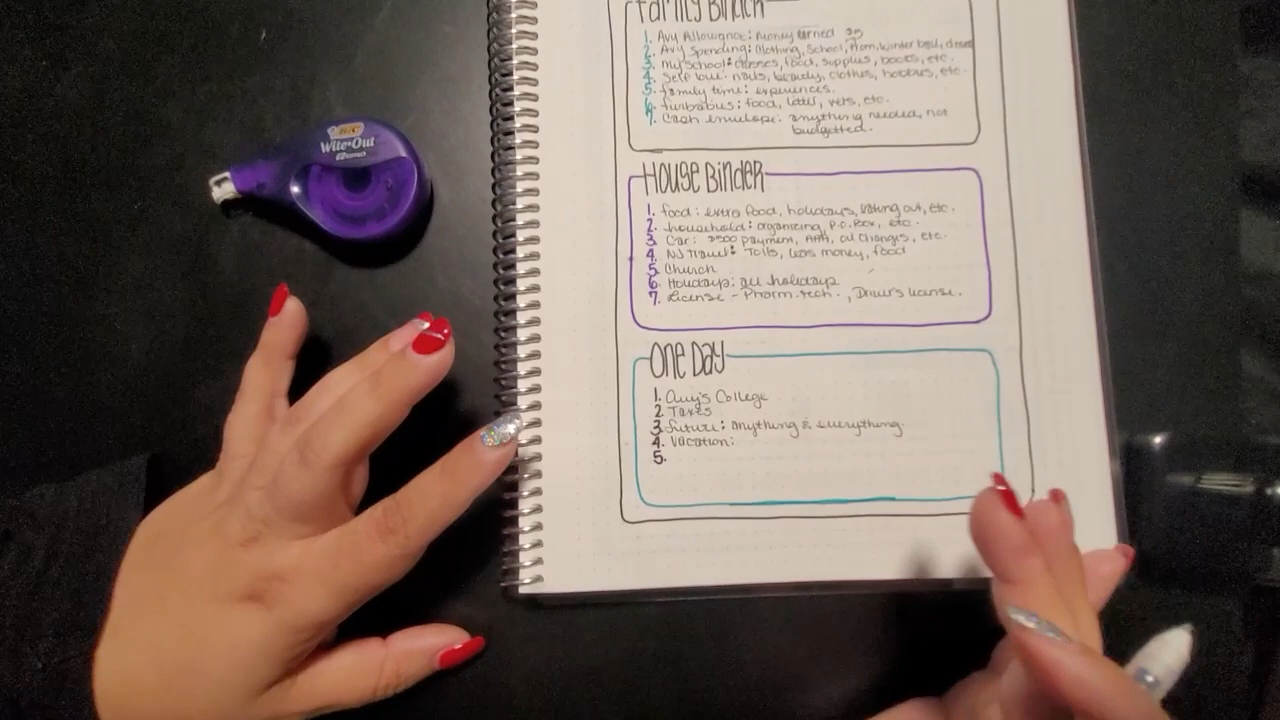 BIC
Wite·Out
Family Binder
1. Avy Allowance: money earned
2. Avy Spending: Clothing, School, Prom, winter ball, dress
3. my School: classes, food, supplies, books, etc.
4. Self love: nails, beauty, clothes, hobbies, etc.
5. family time: experiences.
6. furbabies: food, litter, vets, etc.
7. Cash envelope: anything needed, not
budgetted.
House Binder
1. food: extra food, holidays, eating out, etc.
2. household: organizing, P.O. Box, etc.
3. Car: $500 payment, AAA, oil changes, etc.
4. NJ Travel: Tolls, money, food
5. Church
6. Holidays: all holidays
7. License - Pharm.tech., Driver's license.
One Day
1. Avy's College
2. Taxes
3. future: anything & everything.
4. Vacation:
5.